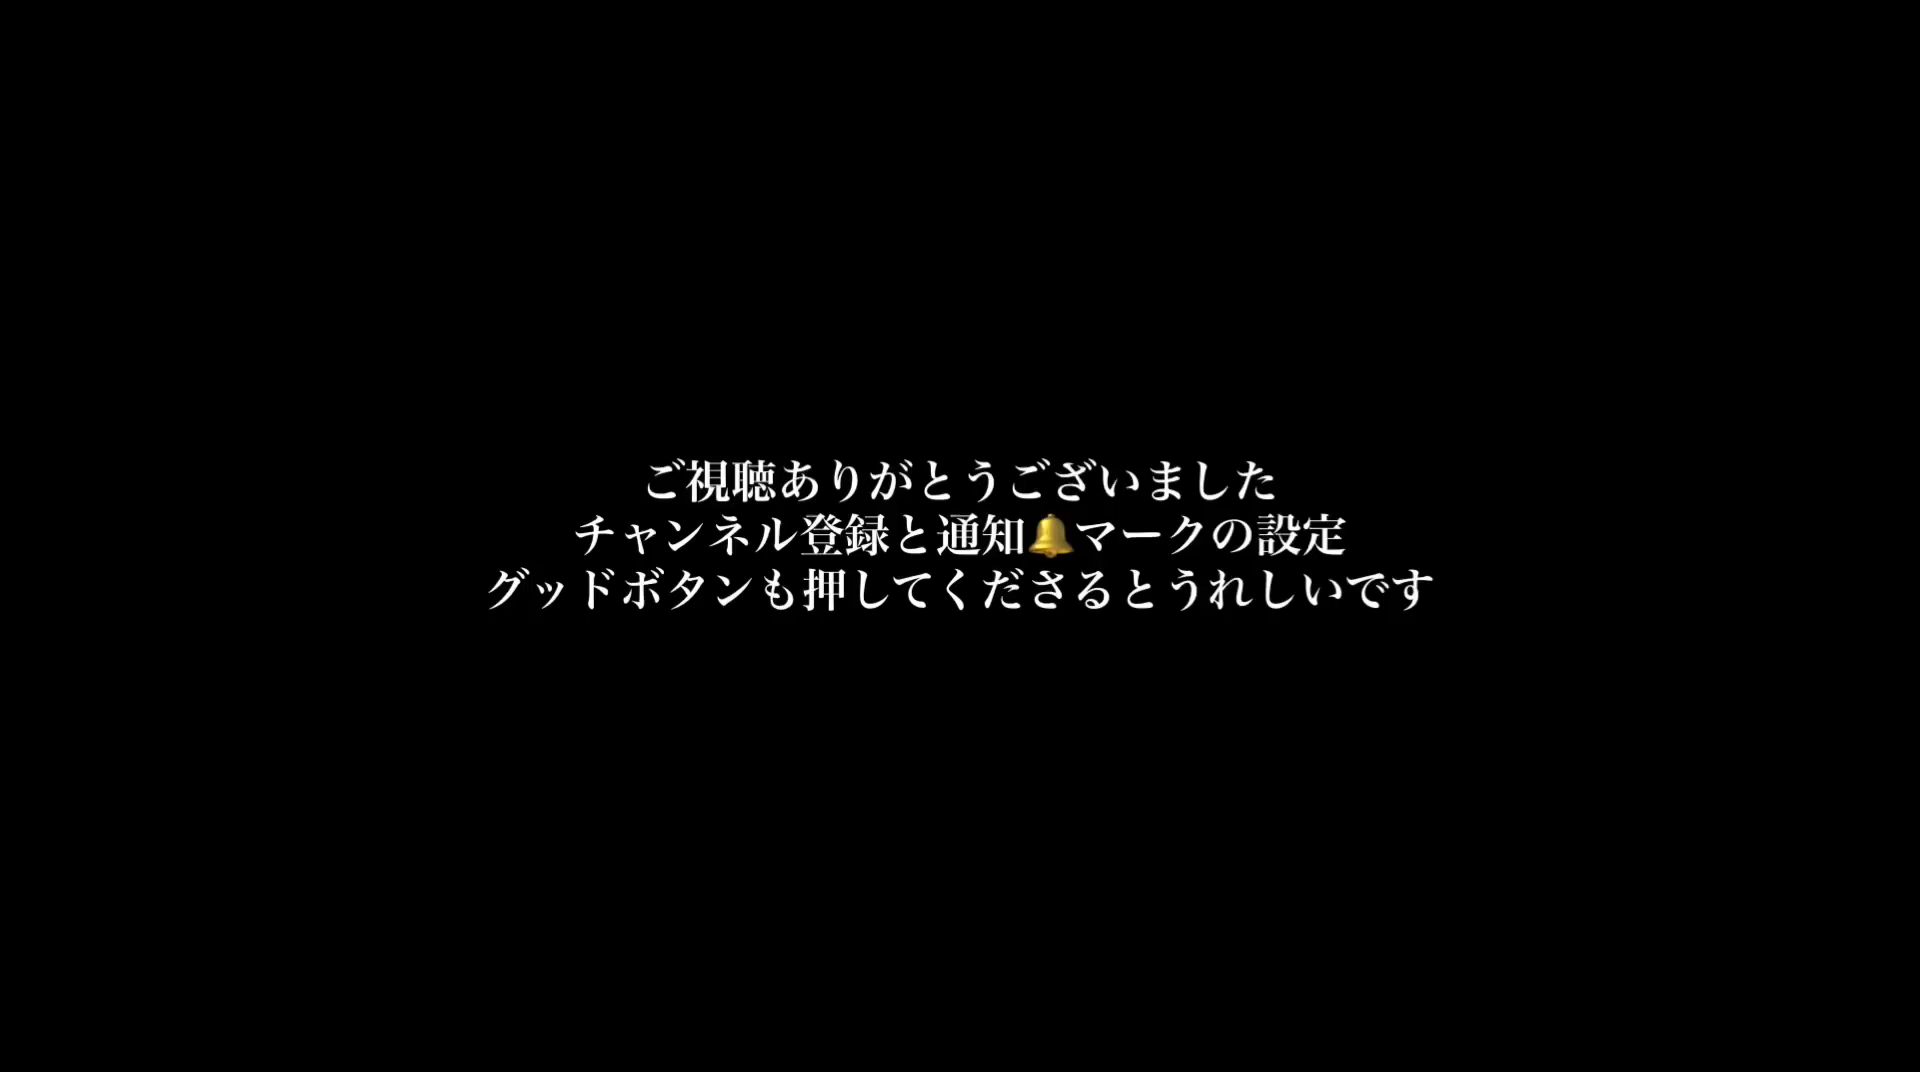 ご視聴ありがとうございました
チャンネル登録と通知🔔マークの設定
グッドボタンも押してくださるとうれしいです